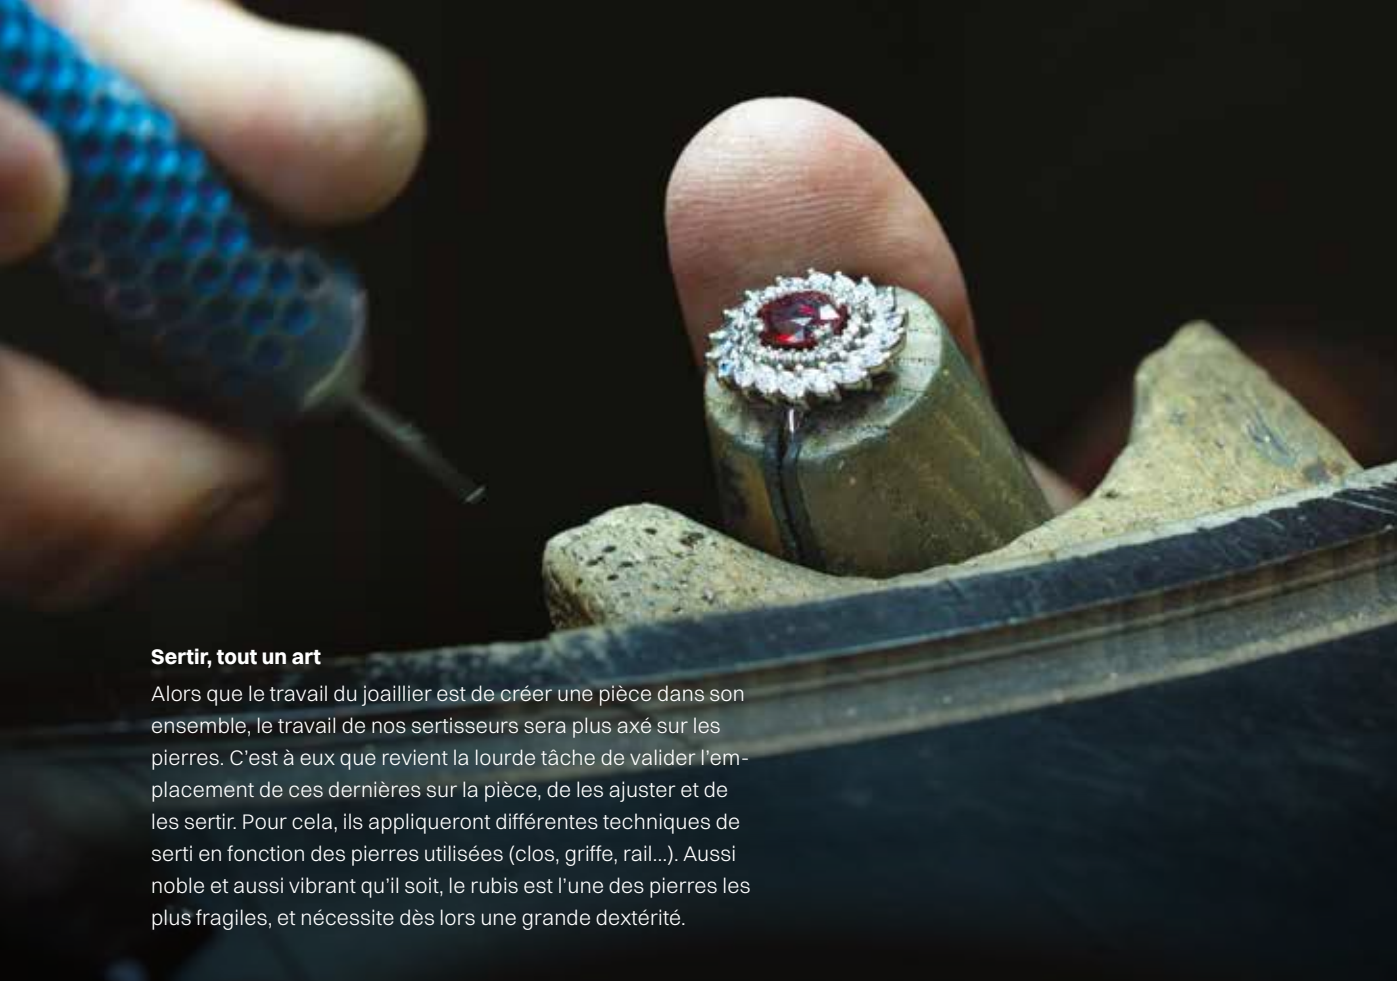 Sertir, tout un art
Alors que le travail du joaillier est de créer une pièce dans son
ensemble, le travail de nos sertisseurs sera plus axé sur les
pierres. C’est à eux que revient la lourde tâche de valider l’em-
placement de ces dernières sur la pièce, de les ajuster et de
les sertir. Pour cela, ils appliqueront différentes techniques de
serti en fonction des pierres utilisées (clos, griffe, rail...). Aussi
noble et aussi vibrant qu’il soit, le rubis est l’une des pierres les
plus fragiles, et nécessite dès lors une grande dextérité.